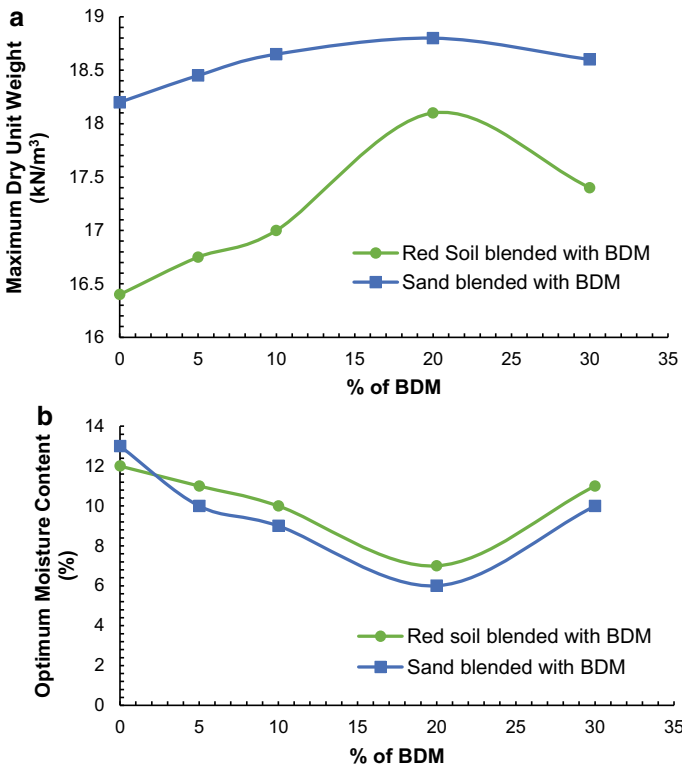 a
Maximum Dry Unit Weight
(kN/m³)
19
18.5
18
17.5
17
16.5
16
Red Soil blended with BDM
Sand blended with BDM
0 5 10 15 20 25 30 35
% of BDM
b
Optimum Moisture Content
(%)
14
12
10
8
6
4
2
0
Red soil blended with BDM
Sand blended with BDM
0 5 10 15 20 25 30 35
% of BDM